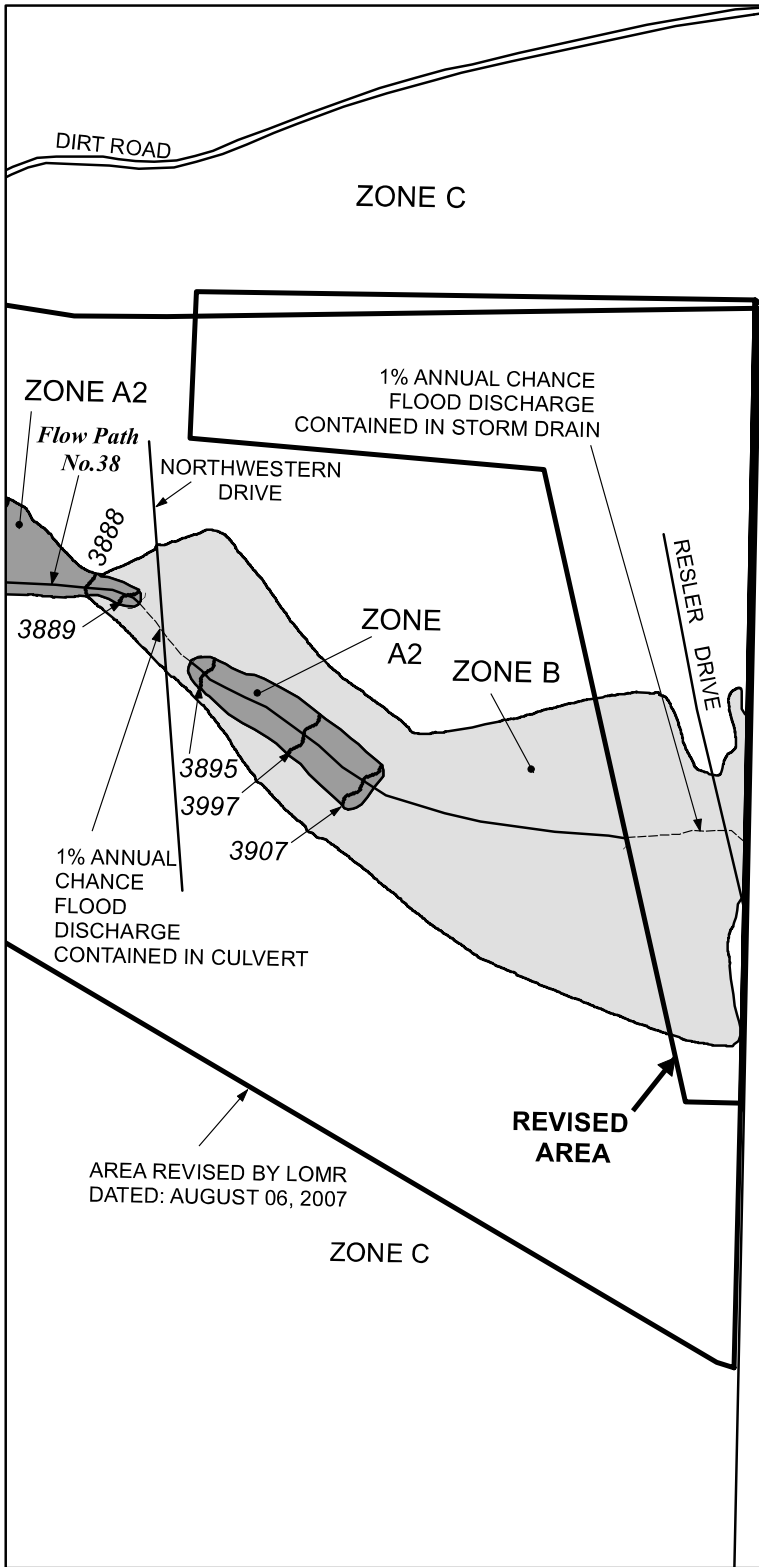 DIRT ROAD
ZONE C
1% ANNUAL CHANCE
FLOOD DISCHARGE
CONTAINED IN STORM DRAIN
ZONE A2
Flow Path
No.38
NORTHWESTERN
DRIVE
3888
3889
RESLER DRIVE
ZONE
A2
ZONE B
3895
3997
3907
1% ANNUAL
CHANCE
FLOOD
DISCHARGE
CONTAINED IN CULVERT
REVISED
AREA
AREA REVISED BY LOMR
DATED: AUGUST 06, 2007
ZONE C